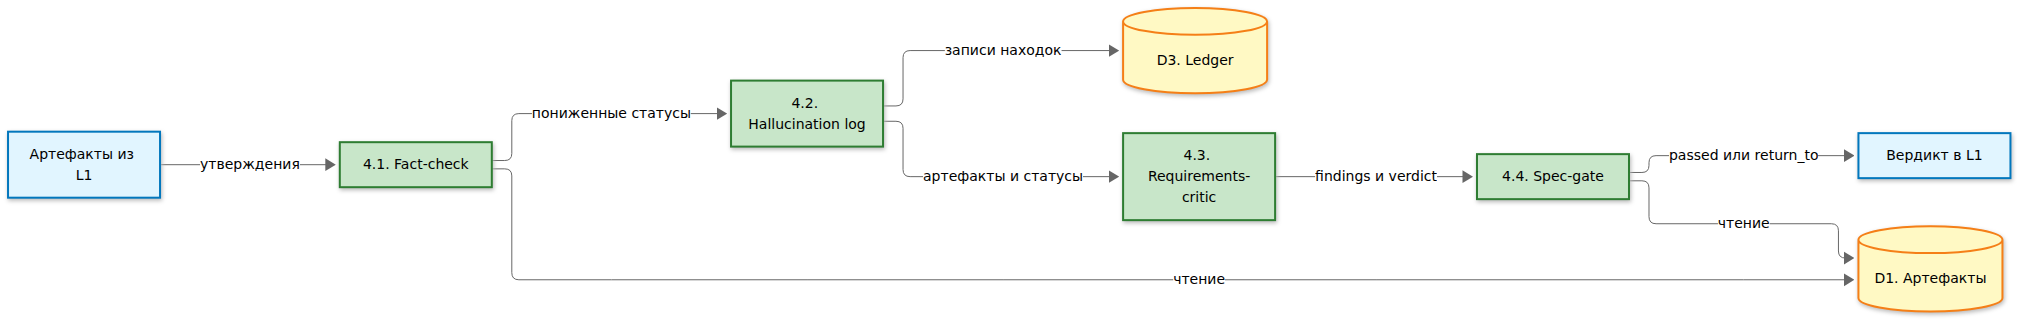 Артефакты из
L1
утверждения
4.1. Fact-check
пониженные статусы
4.2.
Hallucination log
записи находок
D3. Ledger
артефакты и статусы
4.3.
Requirements-
critic
findings и verdict
4.4. Spec-gate
passed или return_to
Вердикт в L1
чтение
D1. Артефакты
чтение